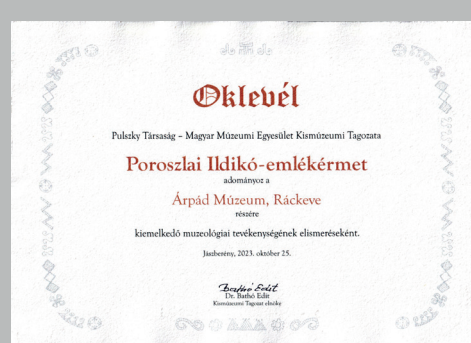 Oklevél
Pulszky Társaság – Magyar Múzeumi Egyesület Kismúzeumi Tagozata
Poroszlai Ildikó-emlékérmet
adományoz a
Árpád Múzeum, Ráckeve
részére
kiemelkedő muzeológiai tevékenységének elismeréseként.
Jászberény, 2023. október 25.
Bathó Edit
Dr. Bathó Edit
Kismúzeumi Tagozat elnöke